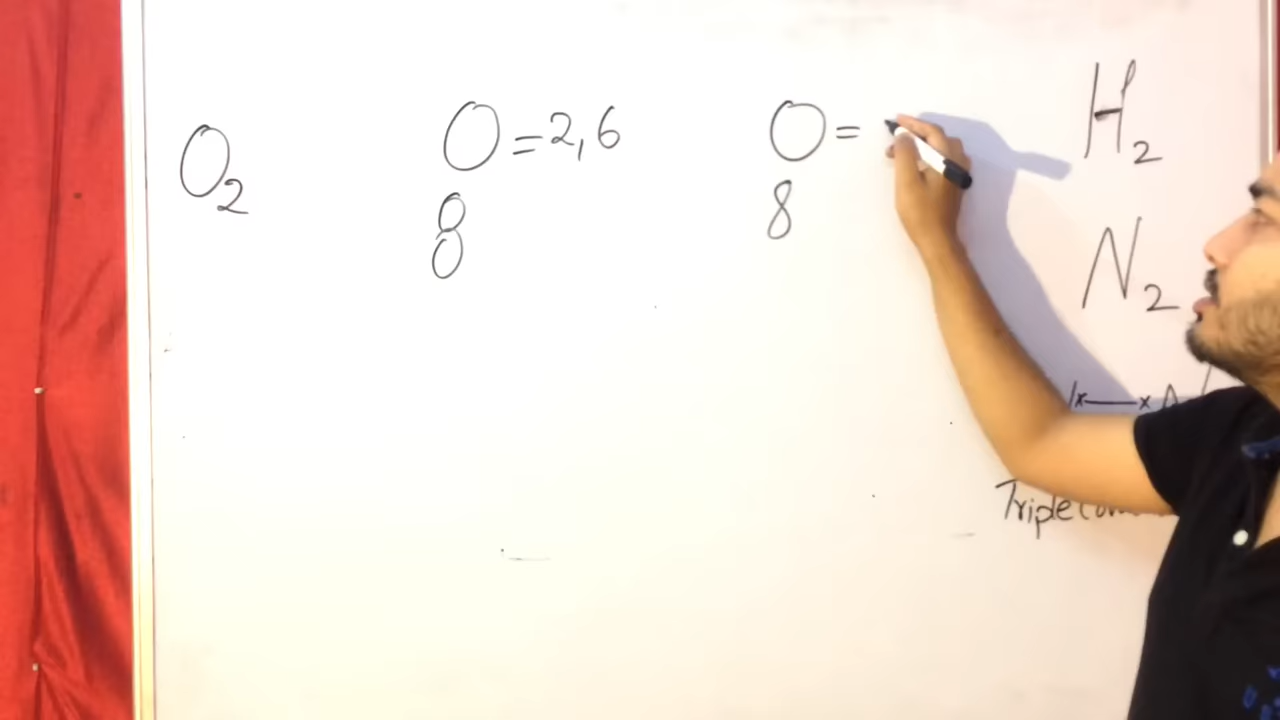 O2
O = 2,6
8
O =
8
H2
N2
Triple